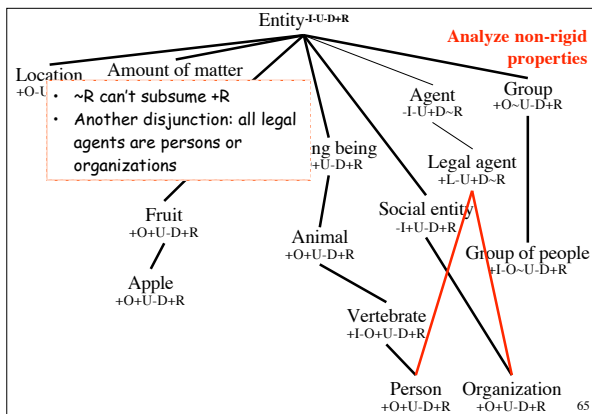 Entity-I-U-D+R
Analyze non-rigid
properties
Location
+O-U
Amount of matter
Agent
-I-U+D~R
Group
+O~U-D+R
• ~R can't subsume +R
• Another disjunction: all legal
agents are persons or
organizations
ng being
+U-D+R
Legal agent
+L-U+D~R
Fruit
+O+U-D+R
Social entity
-I+U-D+R
Animal
+O+U-D+R
Group of people
+I-O~U-D+R
Apple
+O+U-D+R
Vertebrate
+I-O+U-D+R
Person
+O+U-D+R
Organization
+O+U-D+R
65